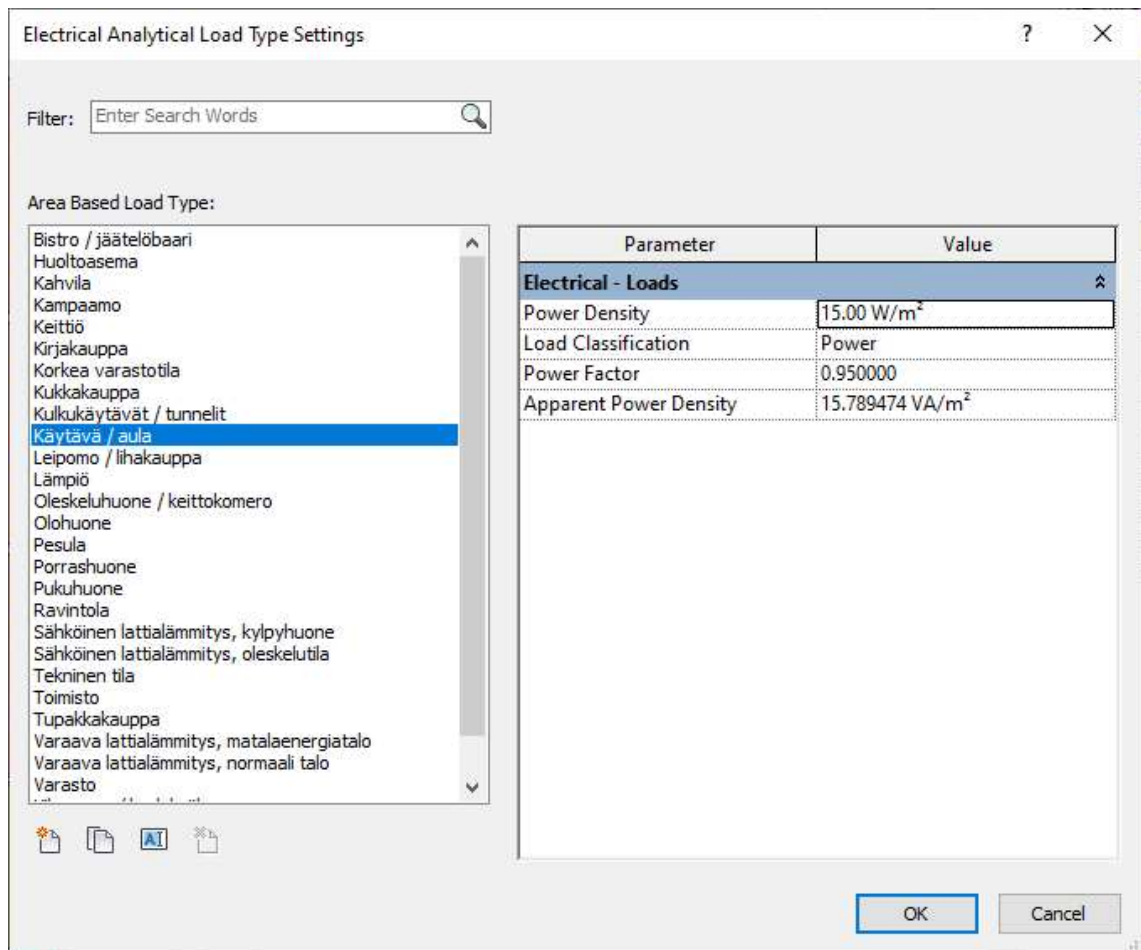 Electrical Analytical Load Type Settings
?
Filter:
Enter Search Words
Area Based Load Type:
Bistro / jäätelöbaari
Huoltoasema
Kahvila
Kampaamo
Keittiö
Kirjakauppa
Korkea varastotila
Kukkakauppa
Kulkukäytävät / tunnelit
Käytävä / aula
Leipomo / lihakauppa
Lämpiö
Oleskeluhuone / keittokomero
Olohuone
Pesula
Porrashuone
Pukuhuone
Ravintola
Sähköinen lattialämmitys, kylpyhuone
Sähköinen lattialämmitys, oleskelutila
Tekninen tila
Toimisto
Tupakkakauppa
Varaava lattialämmitys, matalaenergiatalo
Varaava lattialämmitys, normaali talo
Varasto
Parameter Value
Electrical - Loads
Power Density 15.00 W/m²
Load Classification Power
Power Factor 0.950000
Apparent Power Density 15.789474 VA/m²
AI
OK Cancel